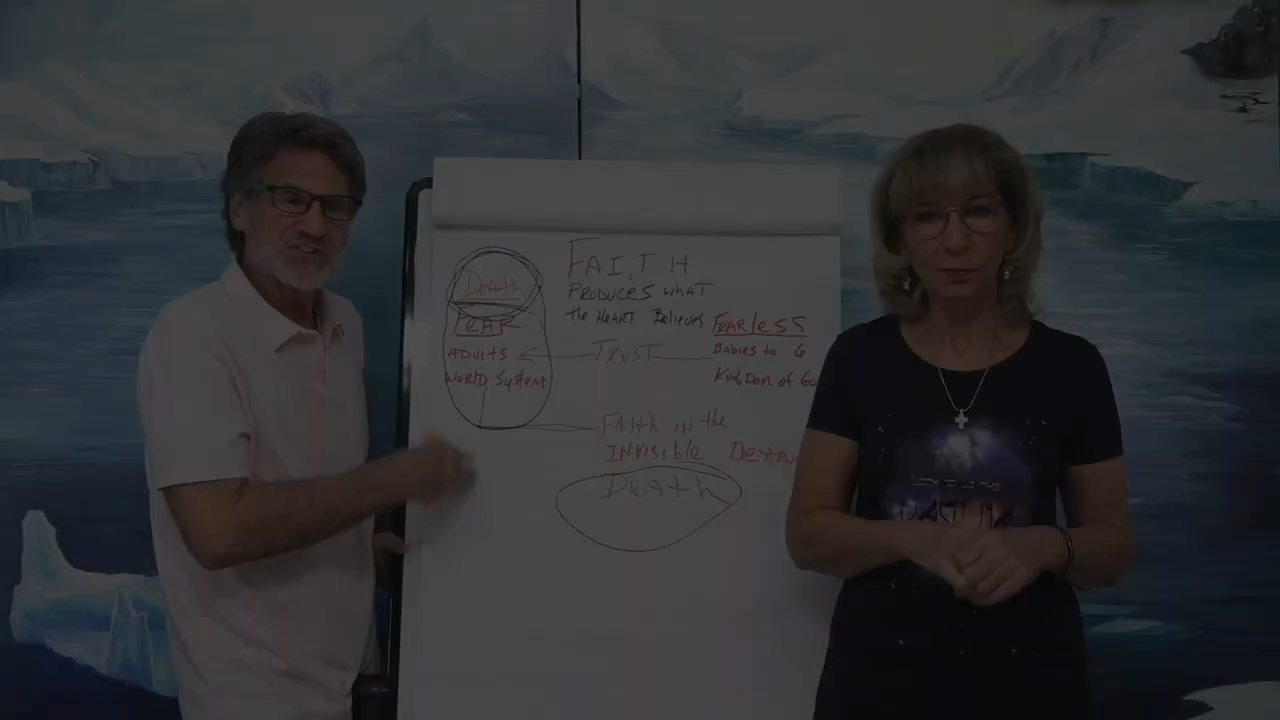 FAITH
PRODUCES WHAT
the HEART Believes
Death
FEAR
ADULTS
WORLD System
TRUST
FEARLESS
BABIES to 6
KINGDOM of Go
FAITH IN the
INVISIBLE
Death